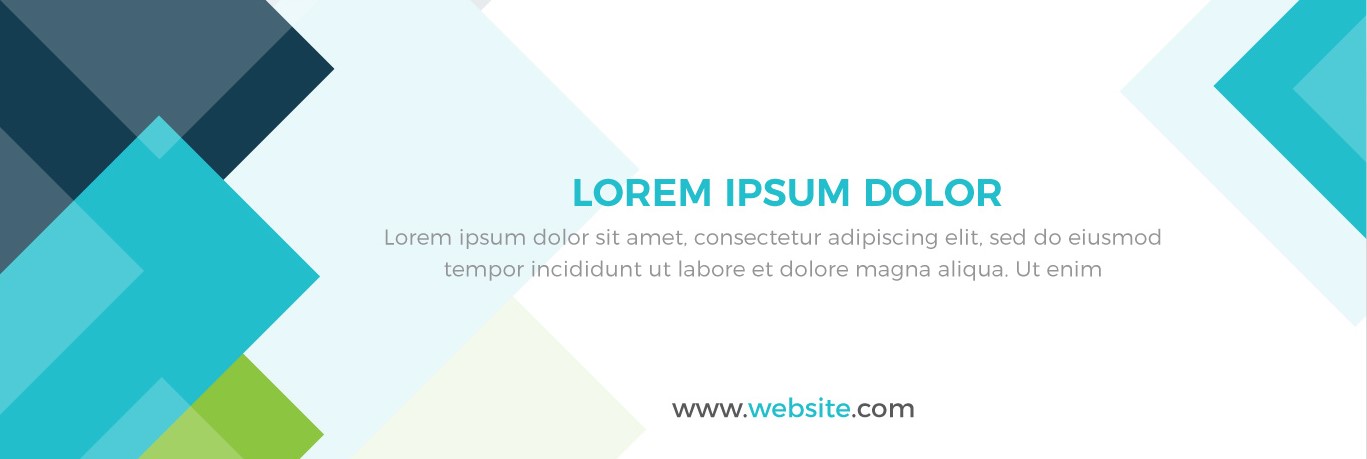 LOREM IPSUM DOLOR
Lorem ipsum dolor sit amet, consectetur adipiscing elit, sed do eiusmod
tempor incididunt ut labore et dolore magna aliqua. Ut enim
www.website.com